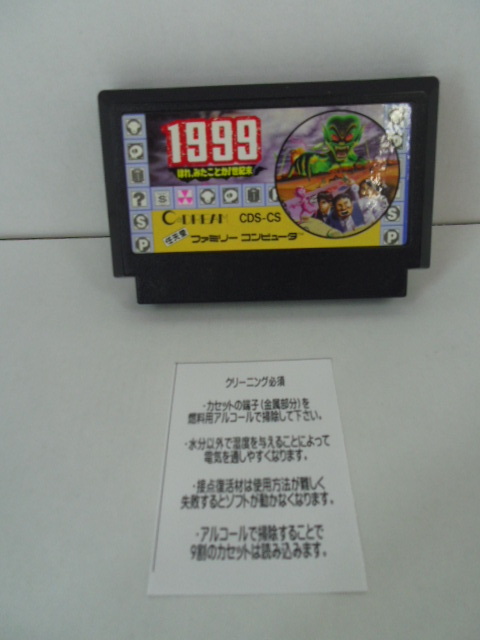 1999
ほれ、みたことか!世紀末
?
S
S
P
P
C*DREAM CDS-CS
任天堂 ファミリーコンピュータ™
クリーニング必須
・カセットの端子(金属部分)を
燃料用アルコールで掃除して下さい。
・水分以外で湿度を与えることによって
電気を通しやすくなります。
・接点復活材は使用方法が難しく
失敗するとソフトが動かなくなります。
・アルコールで掃除することで
9割のカセットは読み込みます。